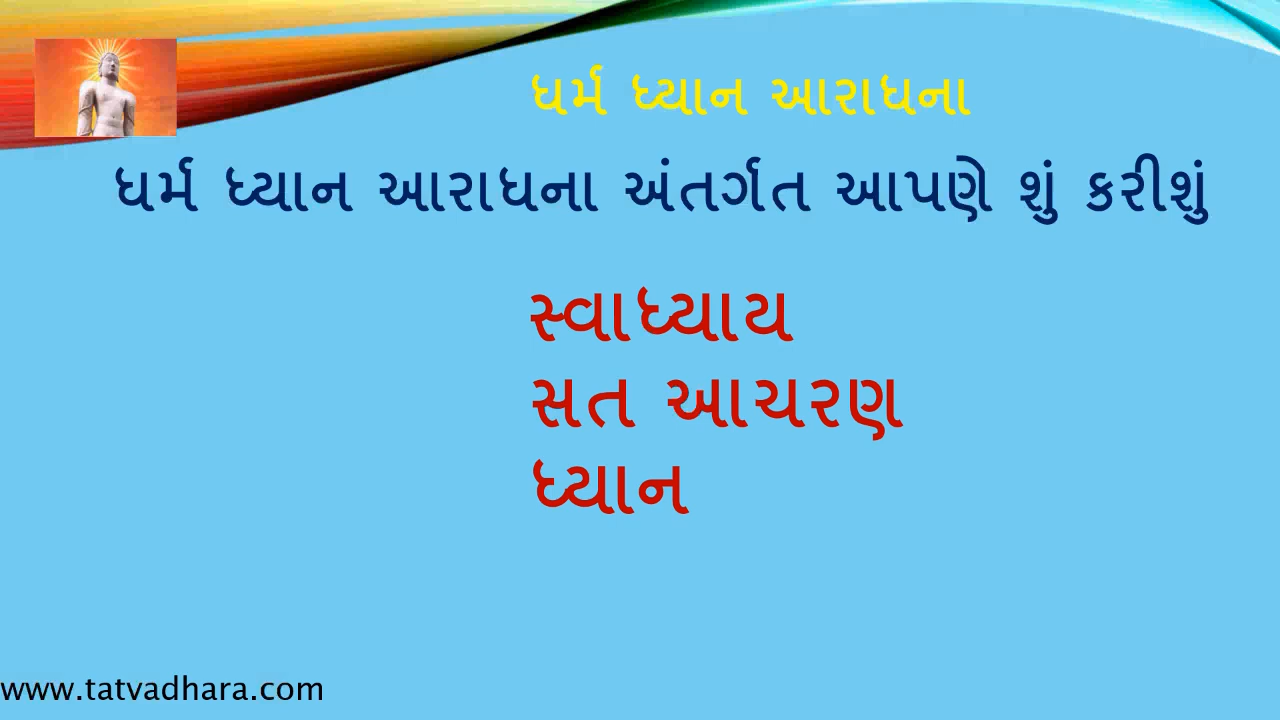 ધર્મ ધ્યાન આરાધના
ધર્મ ધ્યાન આરાધના અંતર્ગત આપણે શું કરીશું
સ્વાધ્યાય
સત આચરણ
ધ્યાન
www.tatvadhara.com